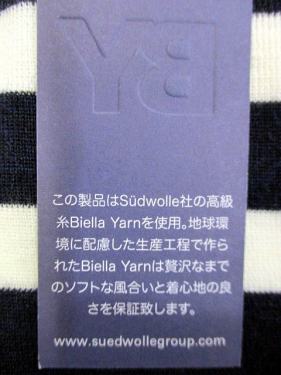 YB
この製品はSüdwolle社の高級
糸Biella Yarnを使用。地球環
境に配慮した生産工程で作ら
れたBiella Yarnは贅沢なまで
のソフトな風合いと着心地の良
さを保証致します。
www.suedwollegroup.com